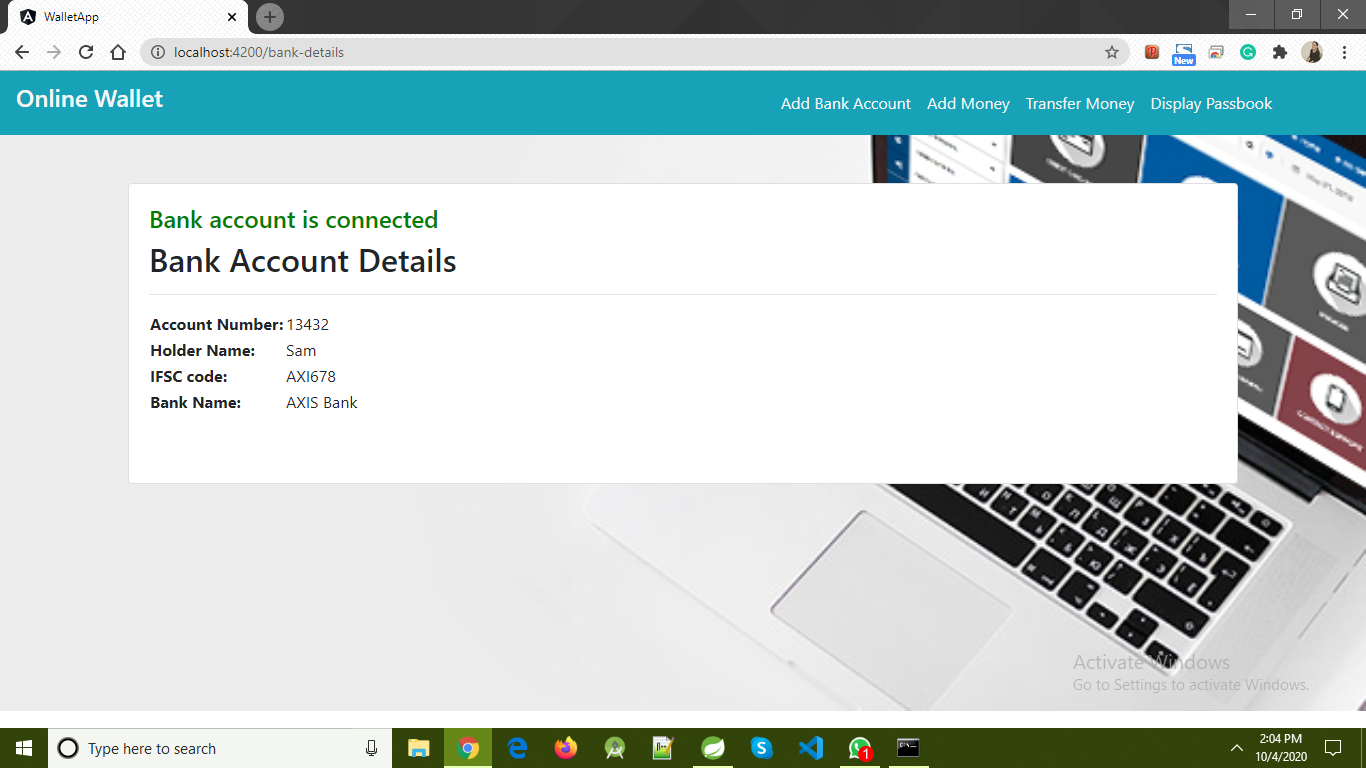 WalletApp
localhost:4200/bank-details
New
Online Wallet
Add Bank Account Add Money Transfer Money Display Passbook
Bank account is connected
Bank Account Details
Account Number: 13432
Holder Name: Sam
IFSC code: AXI678
Bank Name: AXIS Bank
CONTACT SUPPORT
Activate Windows
Go to Settings to activate Windows.
Type here to search
1
2:04 PM
10/4/2020